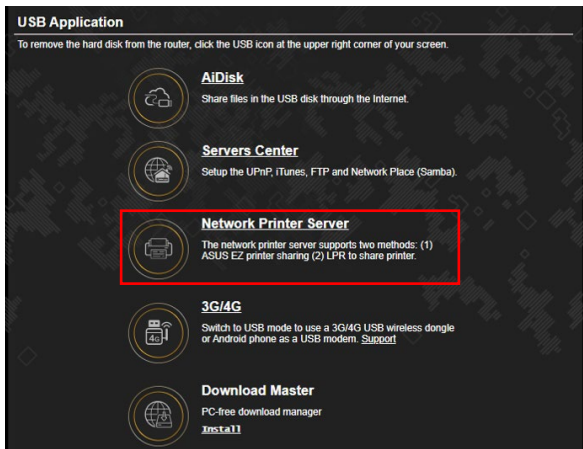 USB Application
To remove the hard disk from the router, click the USB icon at the upper right corner of your screen.
AiDisk
Share files in the USB disk through the Internet.
Servers Center
Setup the UPnP, iTunes, FTP and Network Place (Samba).
Network Printer Server
The network printer server supports two methods: (1)
ASUS EZ printer sharing (2) LPR to share printer.
3G/4G
4G
Switch to USB mode to use a 3G/4G USB wireless dongle
or Android phone as a USB modem. Support
Download Master
PC-free download manager
Install